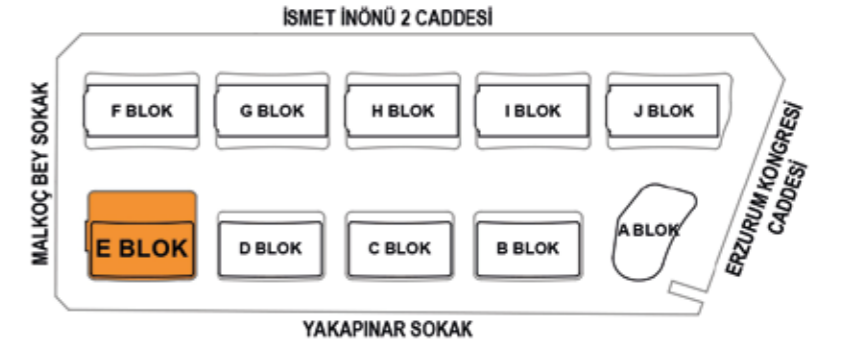 İSMET İNÖNÜ 2 CADDESİ
MALKOÇ BEY SOKAK
F BLOK
G BLOK
H BLOK
I BLOK
J BLOK
ERZURUM KONGRESİ
CADDESİ
E BLOK
D BLOK
C BLOK
B BLOK
A BLOK
YAKAPINAR SOKAK